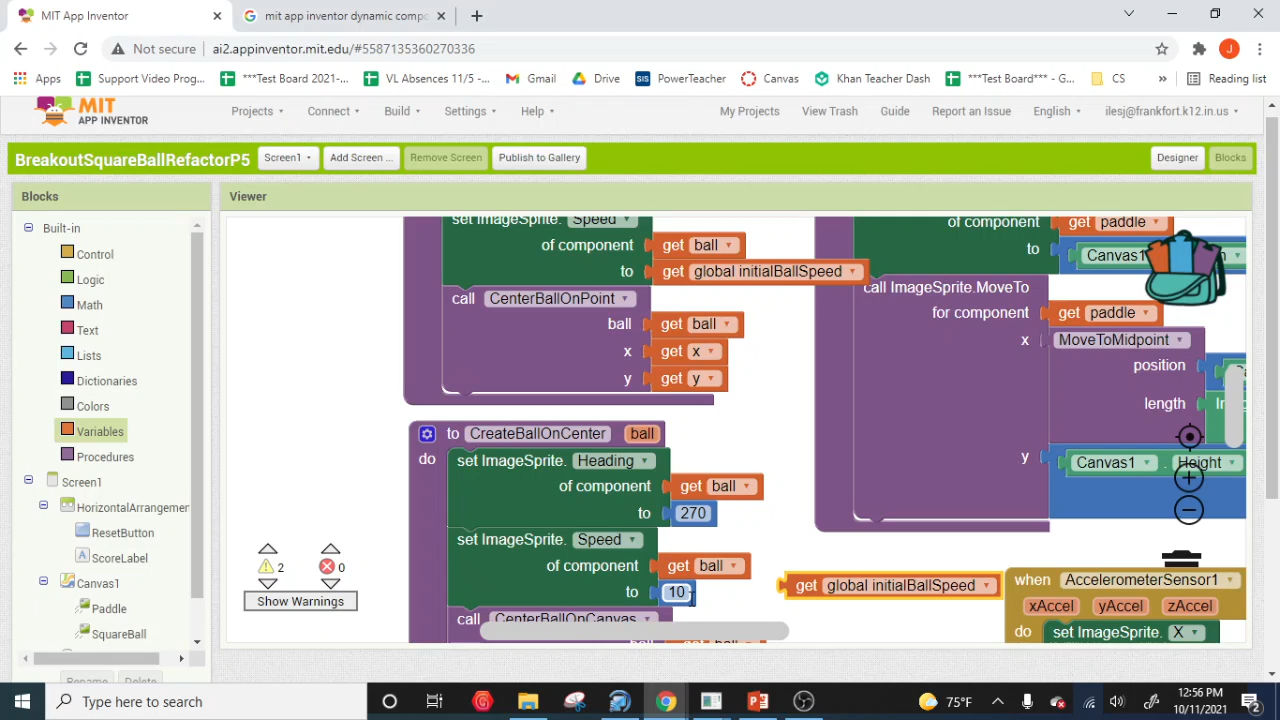 MIT App Inventor
mit app inventor dynamic compo
Not secure
ai2.appinventor.mit.edu/#5587135360270336
J
Apps
Support Video Prog...
***Test Board 2021-...
VL Absences 11/5 -...
Gmail
Drive
SIS
PowerTeacher
Canvas
Khan Teacher Dash
***Test Board*** - G...
CS
»
Reading list
MIT
APP INVENTOR
Projects
Connect
Build
Settings
Help
My Projects
View Trash
Guide
Report an Issue
English
ilesj@frankfort.k12.in.us
BreakoutSquareBallRefactorP5
Screen1
Add Screen ...
Remove Screen
Publish to Gallery
Designer
Blocks
Blocks
Viewer
Built-in
Control
Logic
Math
Text
Lists
Dictionaries
Colors
Variables
Procedures
Screen1
HorizontalArrangemer
ResetButton
ScoreLabel
Canvas1
Paddle
SquareBall
Rename
Delete
set ImageSprite. Speed
of component
get ball
to
get global initialBallSpeed
call CenterBallOnPoint
ball
get ball
x
get x
y
get y
to CreateBallOnCenter ball
do
set ImageSprite. Heading
of component
get ball
to
270
set ImageSprite. Speed
of component
get ball
to
10
call CenterBallOnCanvas
ball
get ball
of component
get paddle
to
Canvas1
call ImageSprite.MoveTo
for component
get paddle
x
MoveToMidpoint
position
length
y
Canvas1 . Height
get global initialBallSpeed
when AccelerometerSensor1
xAccel yAccel zAccel
do
set ImageSprite. X
2
0
Show Warnings
Type here to search
75°F
12:56 PM
10/11/2021
2